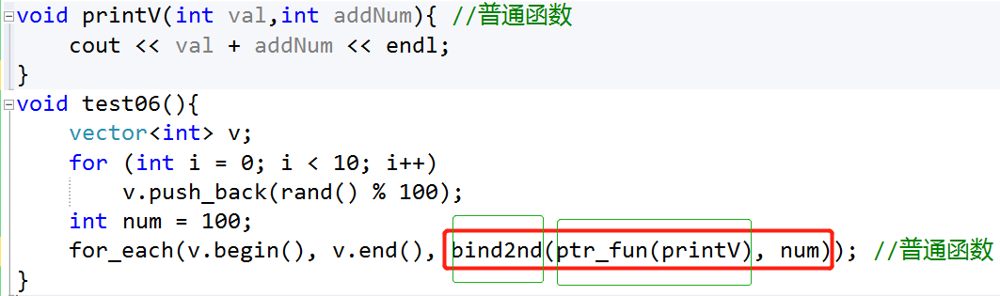 void printV(int val,int addNum){ //普通函数
    cout << val + addNum << endl;
}
void test06(){
    vector<int> v;
    for (int i = 0; i < 10; i++)
        v.push_back(rand() % 100);
    int num = 100;
    for_each(v.begin(), v.end(), bind2nd(ptr_fun(printV), num)); //普通函数
}